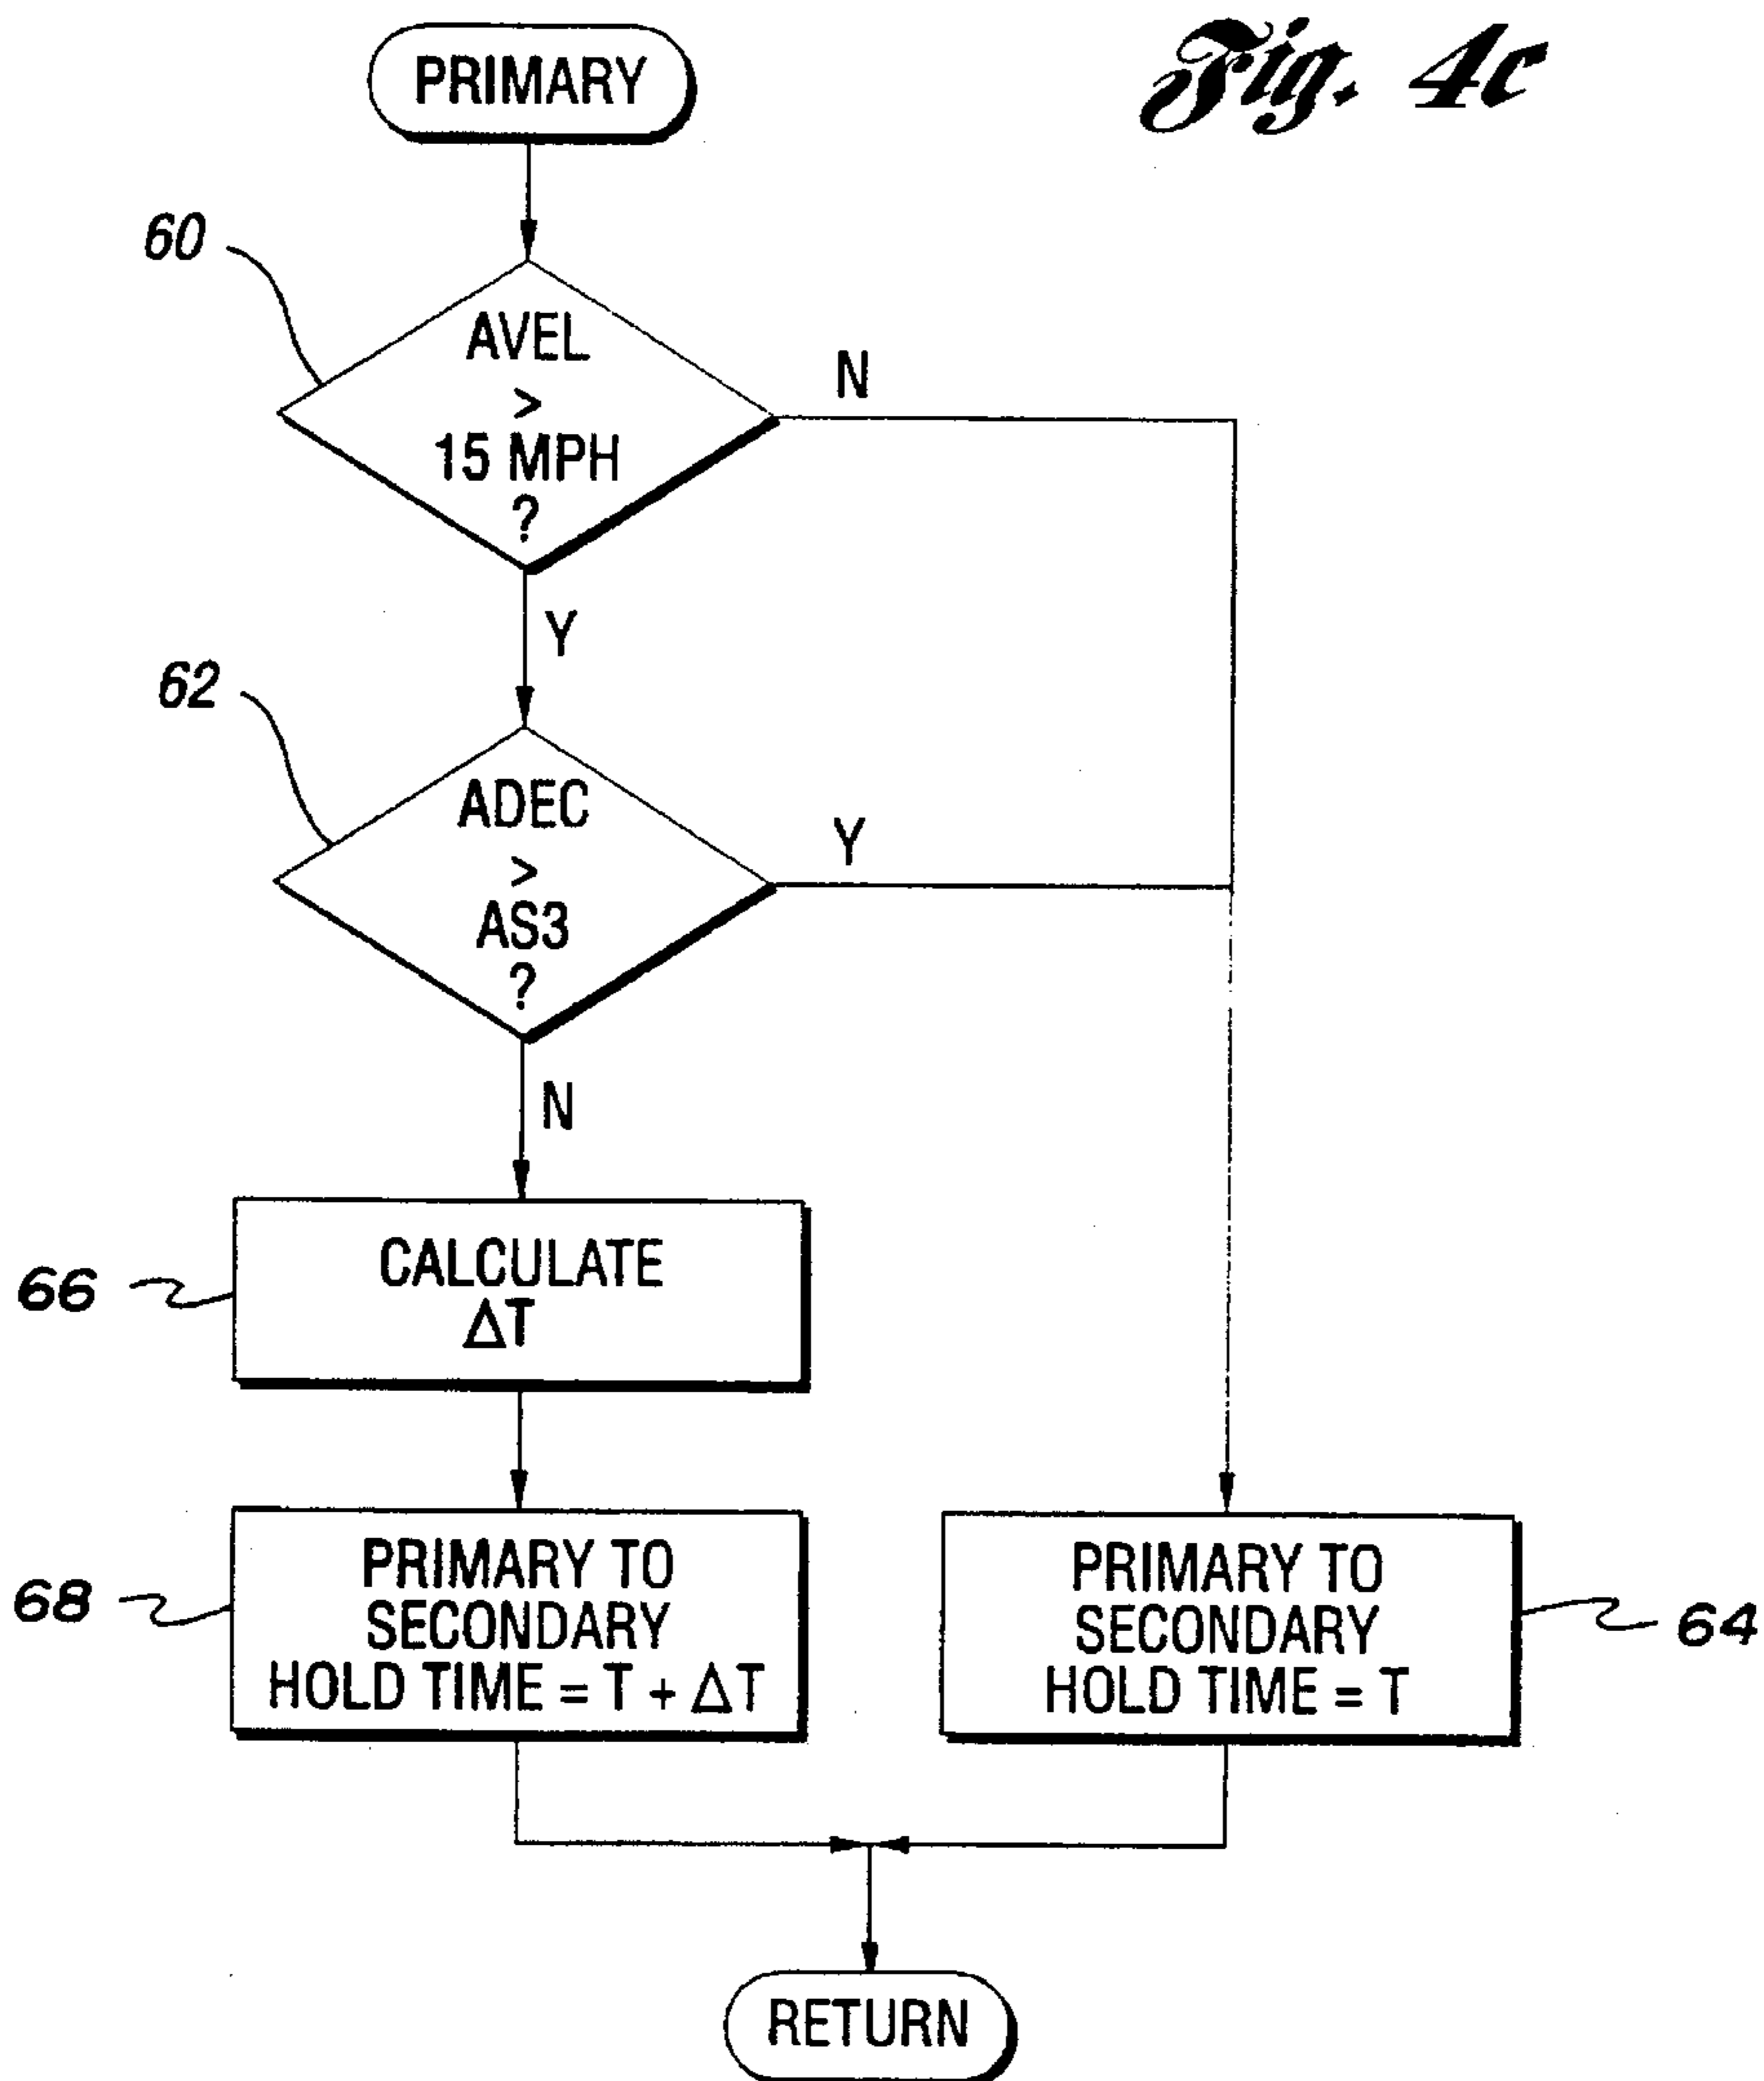 Fig. 4c
PRIMARY
60
AVEL
>
15 MPH
?
N
Y
62
ADEC
>
AS3
?
Y
N
66
CALCULATE
ΔT
68
PRIMARY TO
SECONDARY
HOLD TIME = T + ΔT
PRIMARY TO
SECONDARY
HOLD TIME = T
64
RETURN